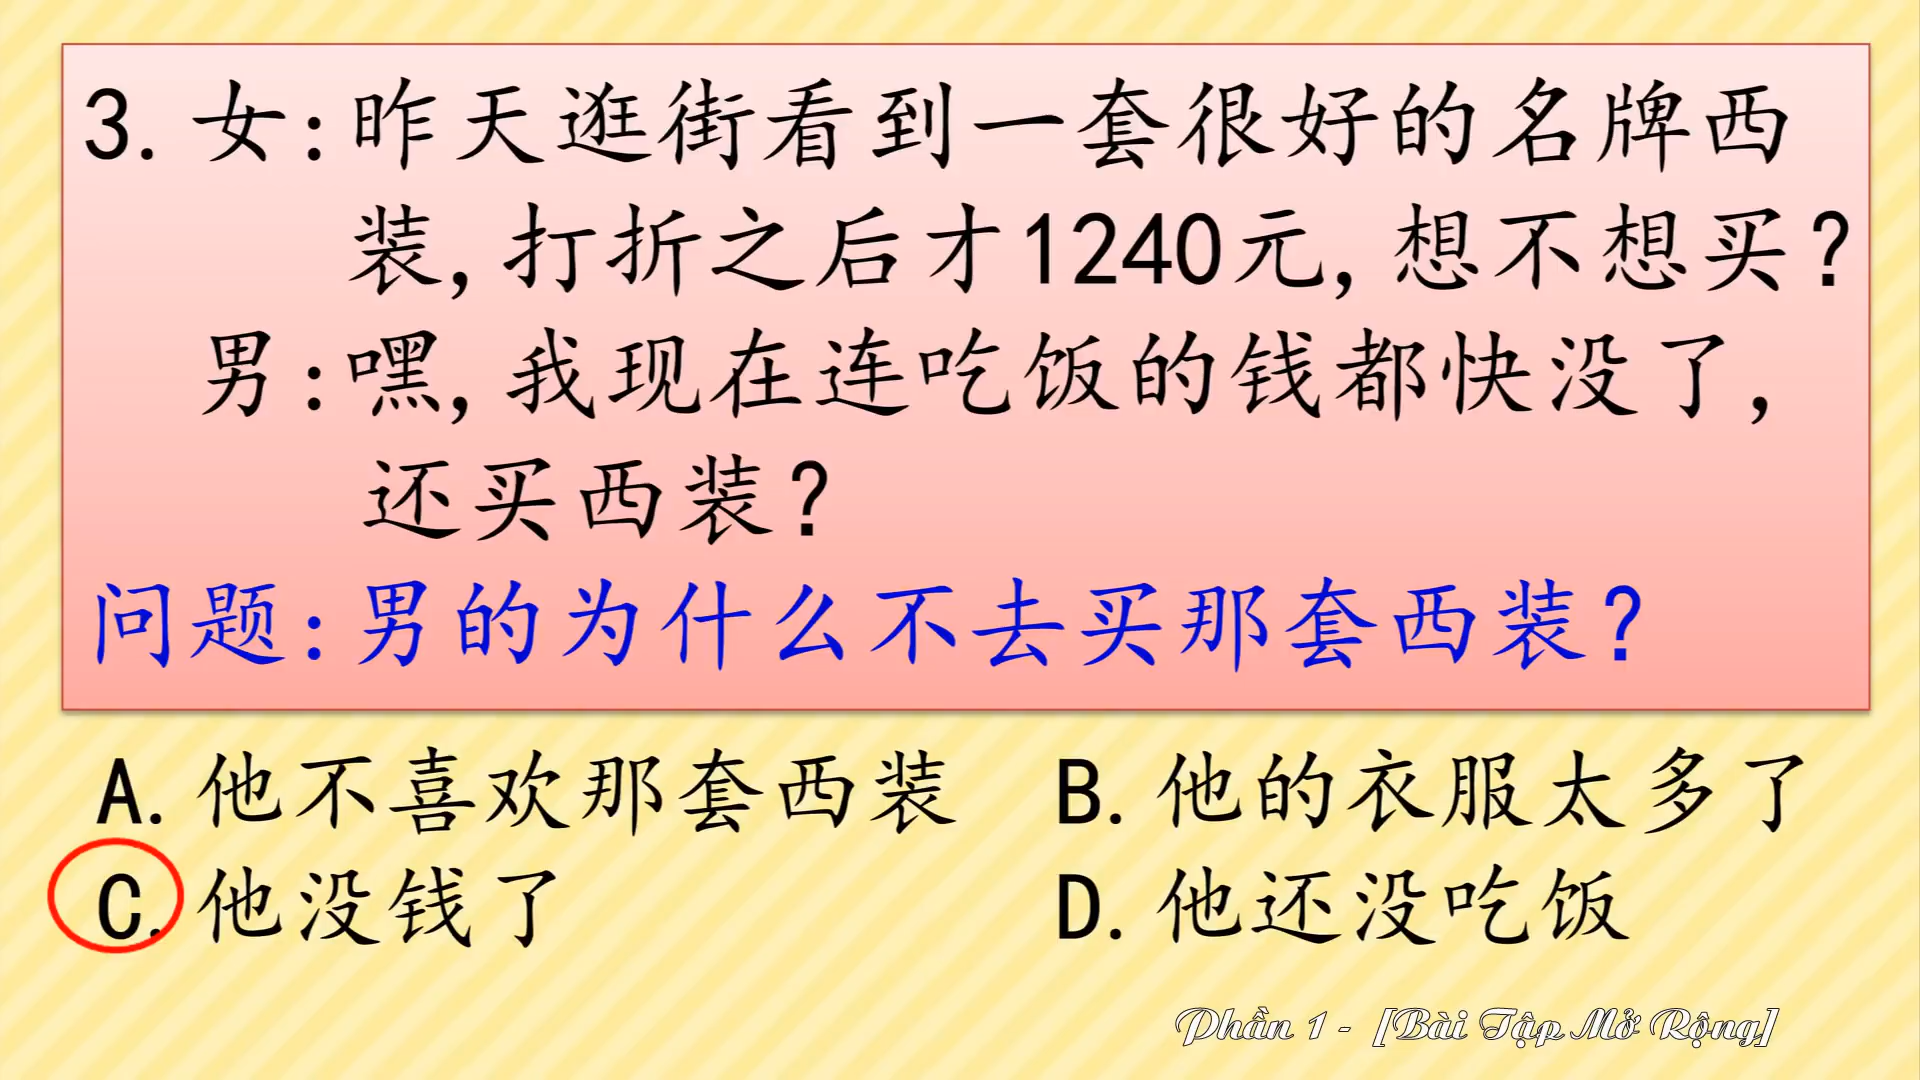 3. 女:昨天逛街看到一套很好的名牌西
装,打折之后才1240元,想不想买?
男:嘿,我现在连吃饭的钱都快没了,
还买西装?
问题:男的为什么不去买那套西装?
A. 他不喜欢那套西装 B. 他的衣服太多了
C. 他没钱了 D. 他还没吃饭
Phần 1 - [Bài Tập Mở Rộng]